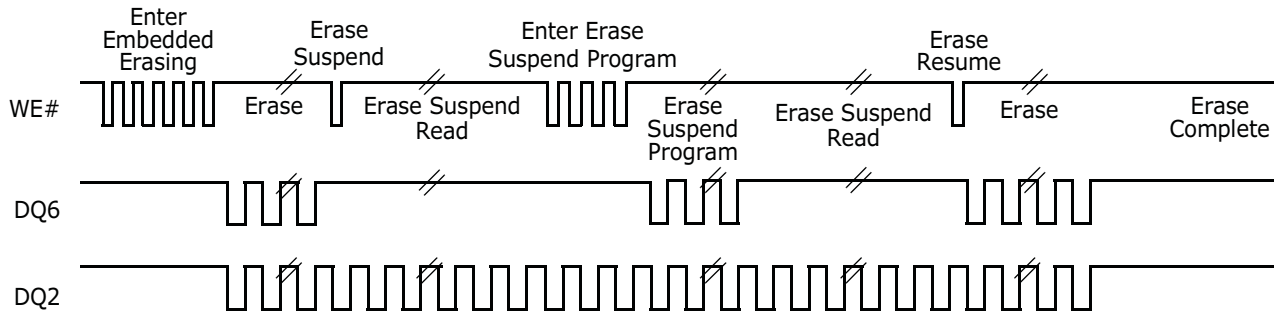 Enter
Embedded
Erasing
Erase
Suspend
Enter Erase
Suspend Program
Erase
Resume
WE#
Erase
Erase Suspend
Read
Erase
Suspend
Program
Erase Suspend
Read
Erase
Erase
Complete
DQ6
DQ2